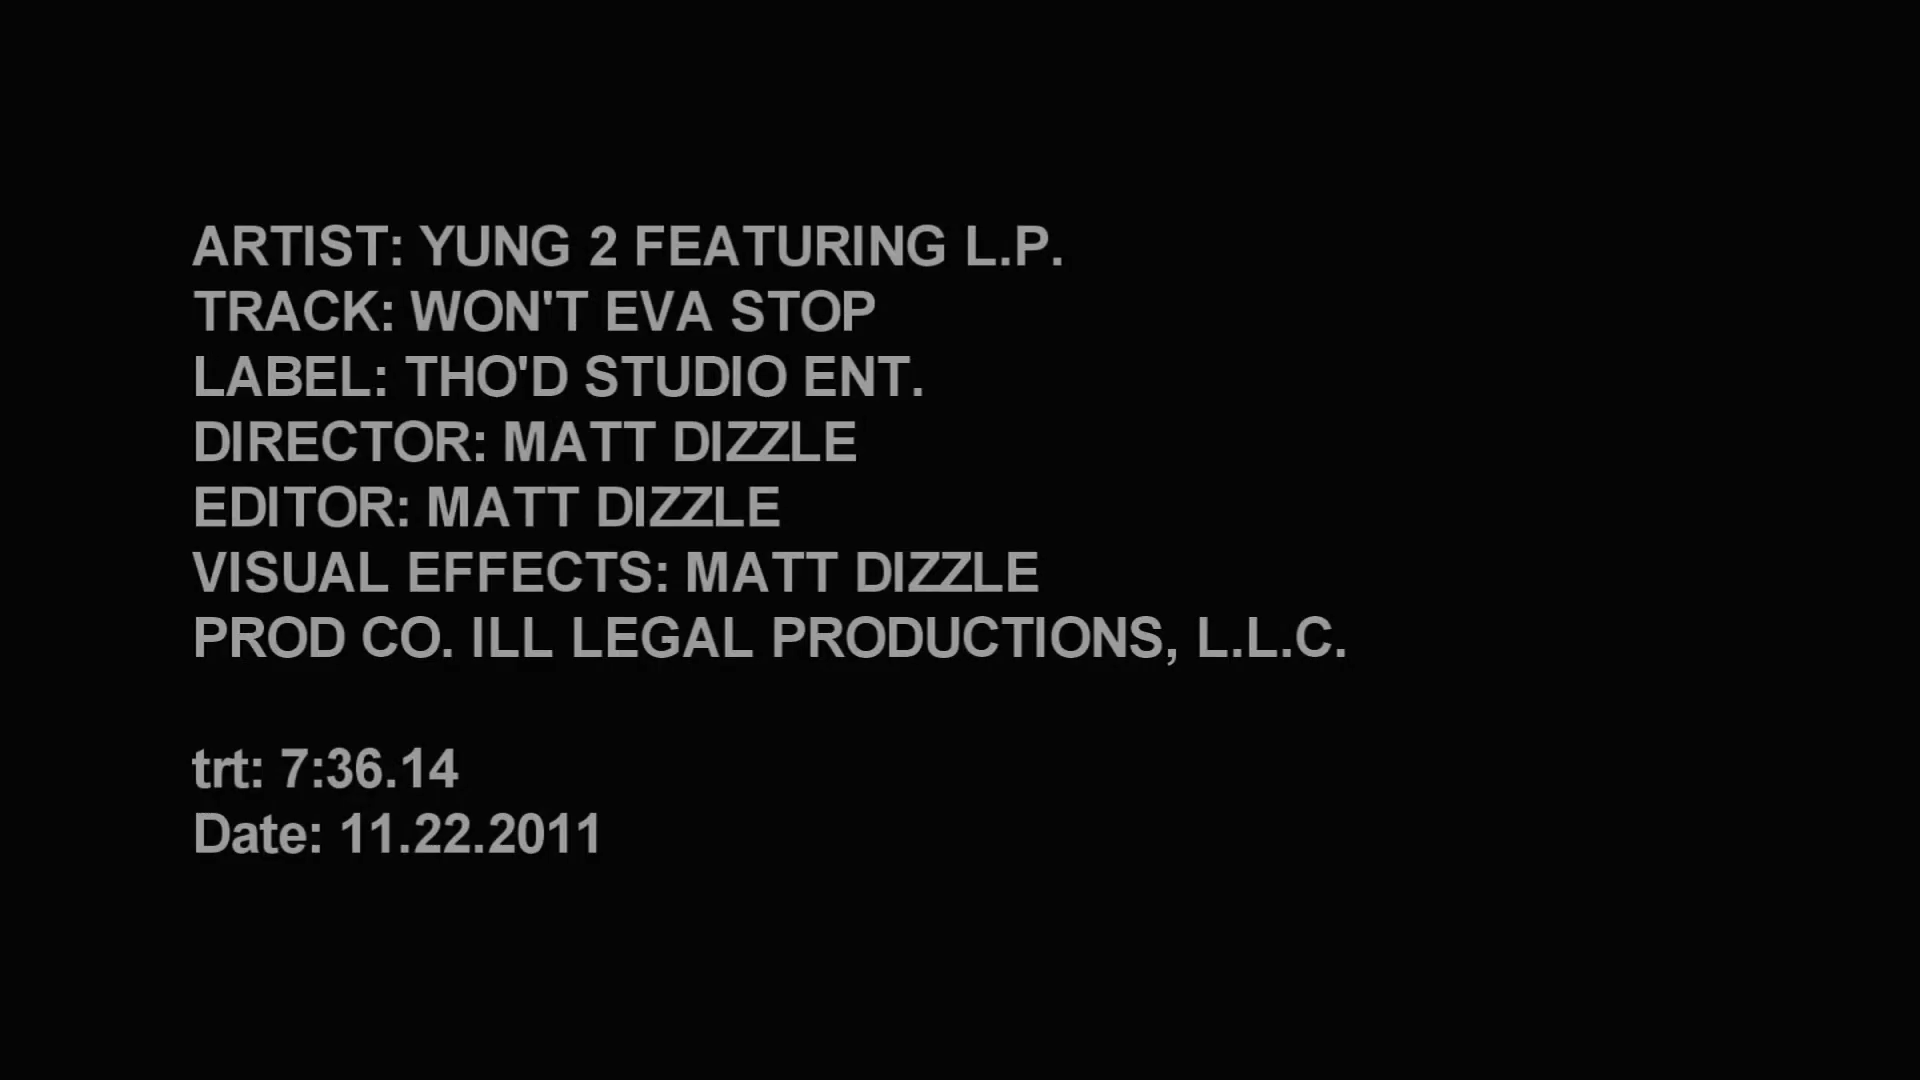 ARTIST: YUNG 2 FEATURING L.P.
TRACK: WON'T EVA STOP
LABEL: THO'D STUDIO ENT.
DIRECTOR: MATT DIZZLE
EDITOR: MATT DIZZLE
VISUAL EFFECTS: MATT DIZZLE
PROD CO. ILL LEGAL PRODUCTIONS, L.L.C.
trt: 7:36.14
Date: 11.22.2011